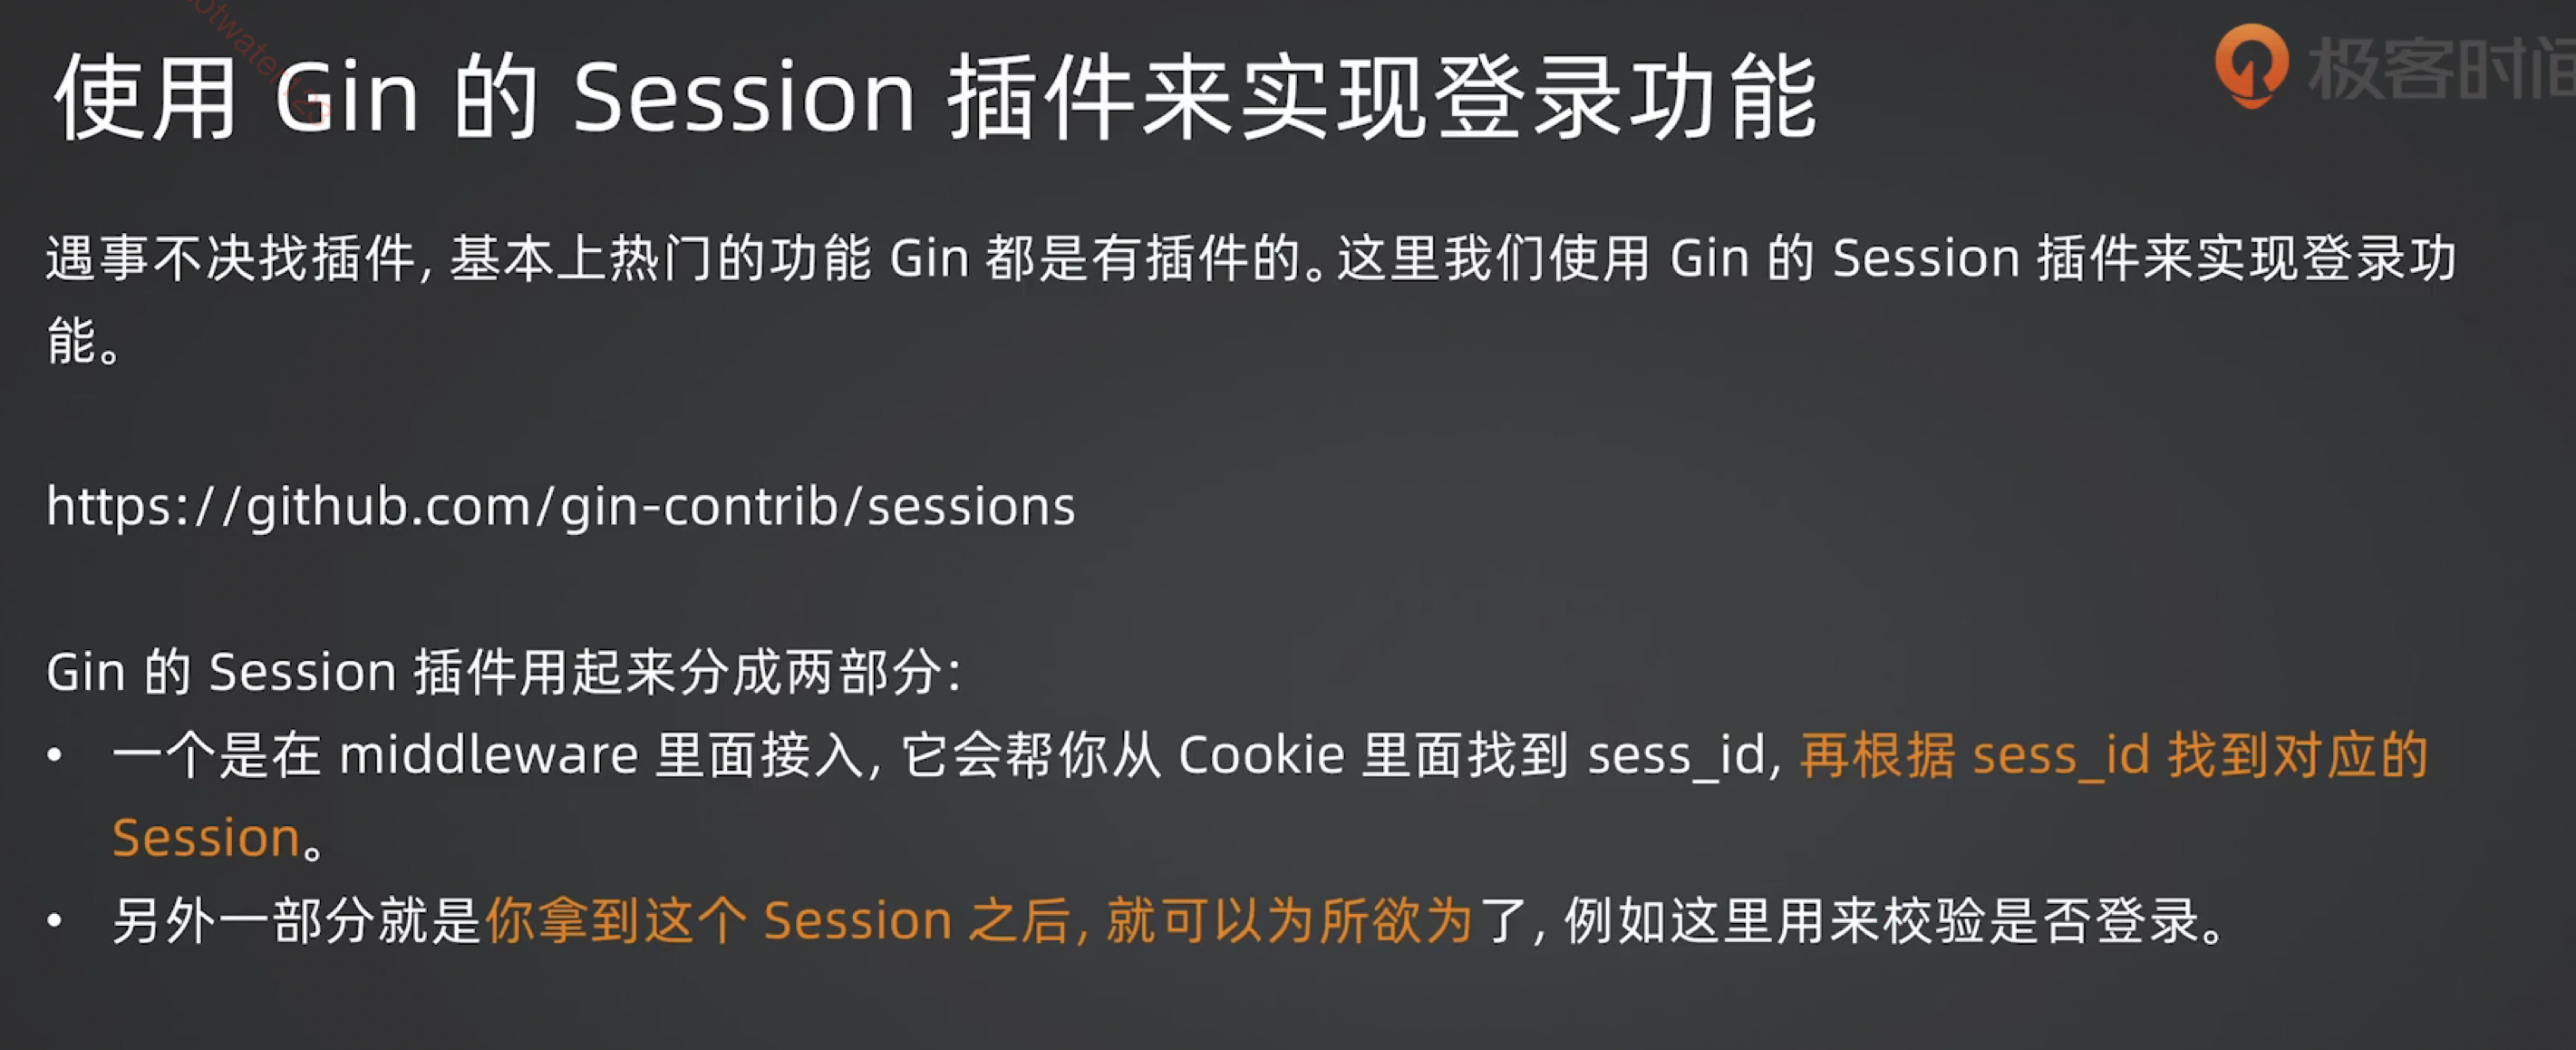 使用 Gin 的 Session 插件来实现登录功能
极客时间
遇事不决找插件, 基本上热门的功能 Gin 都是有插件的。这里我们使用 Gin 的 Session 插件来实现登录功
能。
https://github.com/gin-contrib/sessions
Gin 的 Session 插件用起来分成两部分:
• 一个是在 middleware 里面接入, 它会帮你从 Cookie 里面找到 sess_id, 再根据 sess_id 找到对应的
Session。
• 另外一部分就是你拿到这个 Session 之后, 就可以为所欲为了, 例如这里用来校验是否登录。